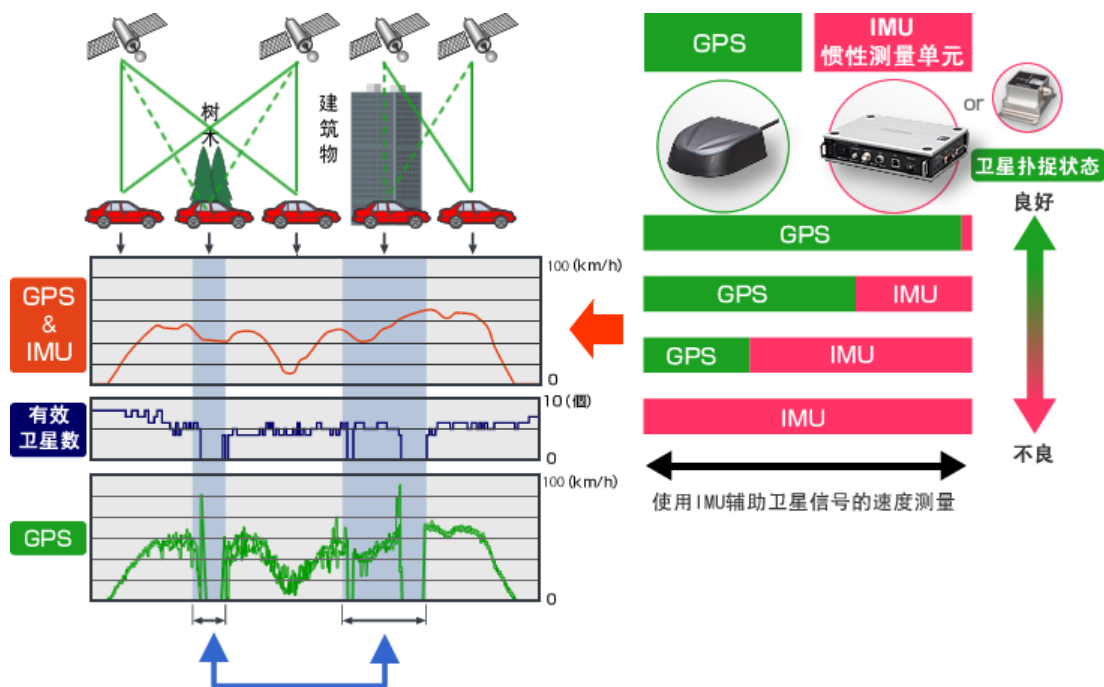 树木
建筑物
GPS
&
IMU
100 (km/h)
0
有效
卫星数
10 (個)
0
GPS
100 (km/h)
0
GPS
IMU
惯性测量单元
or
卫星扑捉状态
良好
GPS
GPS IMU
GPS IMU
IMU
不良
使用IMU辅助卫星信号的速度测量